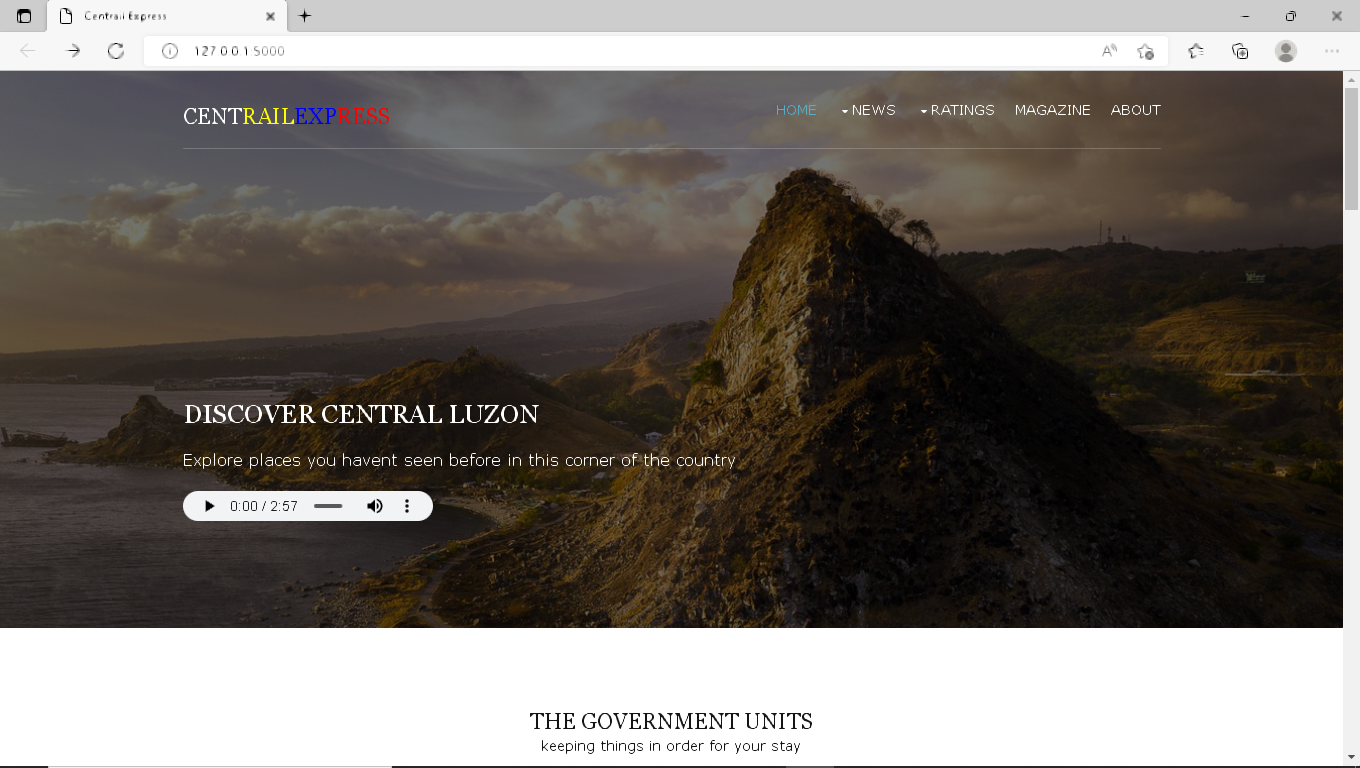 Centrail Express
127.0.0.1:5000
CENTRAILEXPRESS
HOME NEWS RATINGS MAGAZINE ABOUT
DISCOVER CENTRAL LUZON
Explore places you havent seen before in this corner of the country
0:00 / 2:57
THE GOVERNMENT UNITS
keeping things in order for your stay